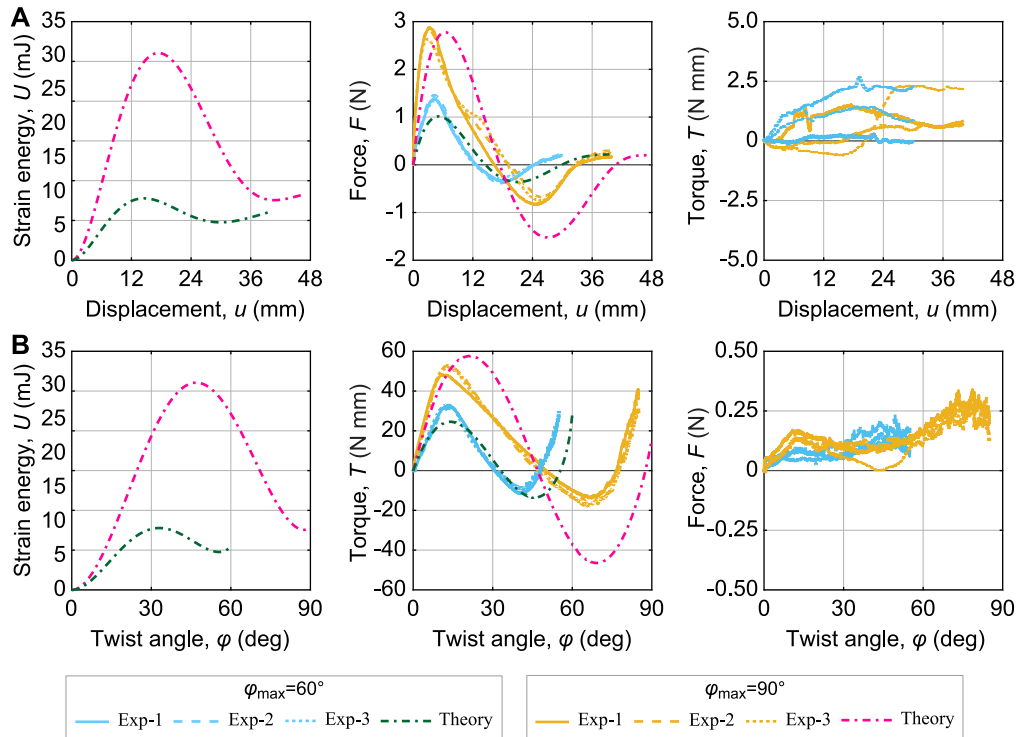 A
Strain energy, U (mJ)
35
30
25
20
15
10
5
0
0 12 24 36 48
Displacement, u (mm)
Force, F (N)
3
2
1
0
-1
-2
0 12 24 36 48
Displacement, u (mm)
Torque, T (N mm)
5.0
2.5
0
-2.5
-5.0
0 12 24 36 48
Displacement, u (mm)
B
Strain energy, U (mJ)
35
30
25
20
15
10
5
0
0 30 60 90
Twist angle, φ (deg)
Torque, T (N mm)
60
40
20
0
-20
-40
-60
0 30 60 90
Twist angle, φ (deg)
Force, F (N)
0.50
0.25
0
-0.25
-0.50
0 30 60 90
Twist angle, φ (deg)
φmax=60°
Exp-1 Exp-2 Exp-3 Theory
φmax=90°
Exp-1 Exp-2 Exp-3 Theory